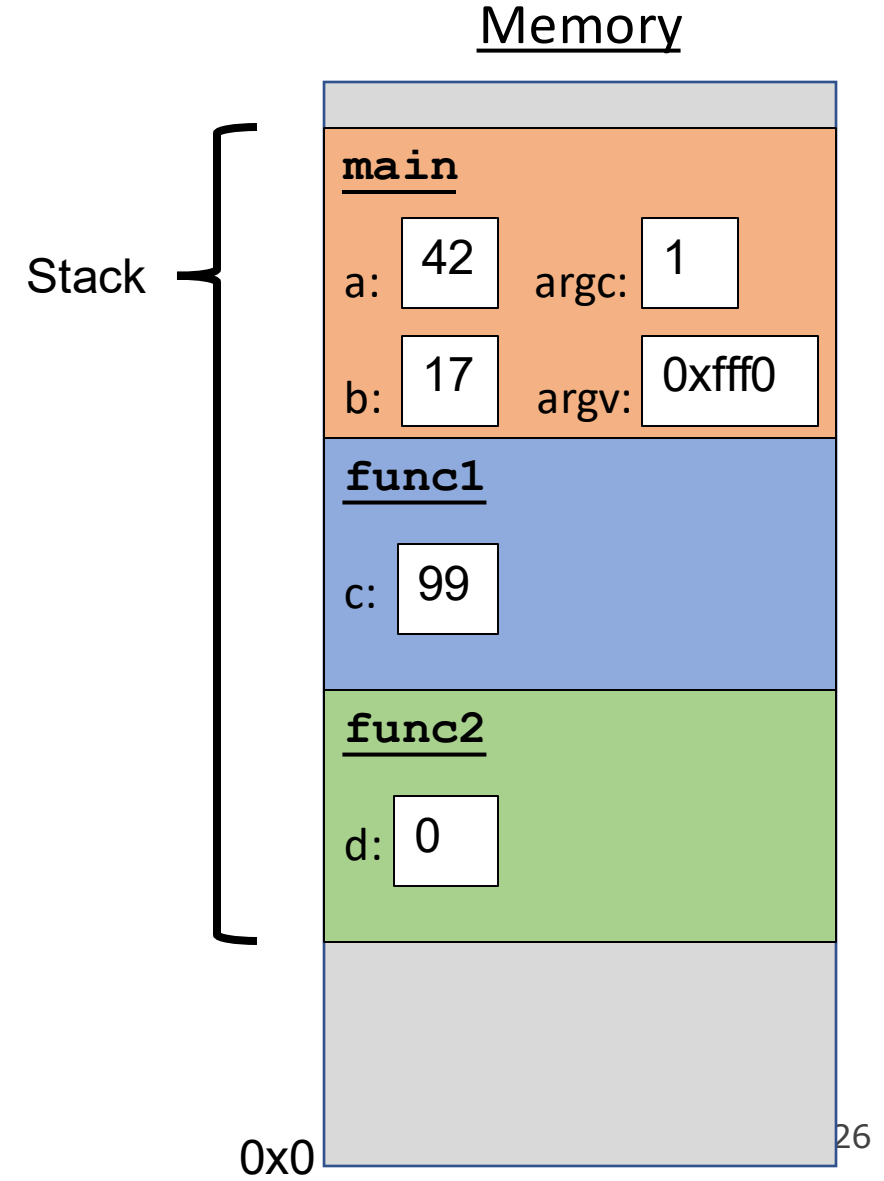 Memory
Stack
main
a: 42 argc: 1
b: 17 argv: 0xfff0
func1
c: 99
func2
d: 0
0x0
26